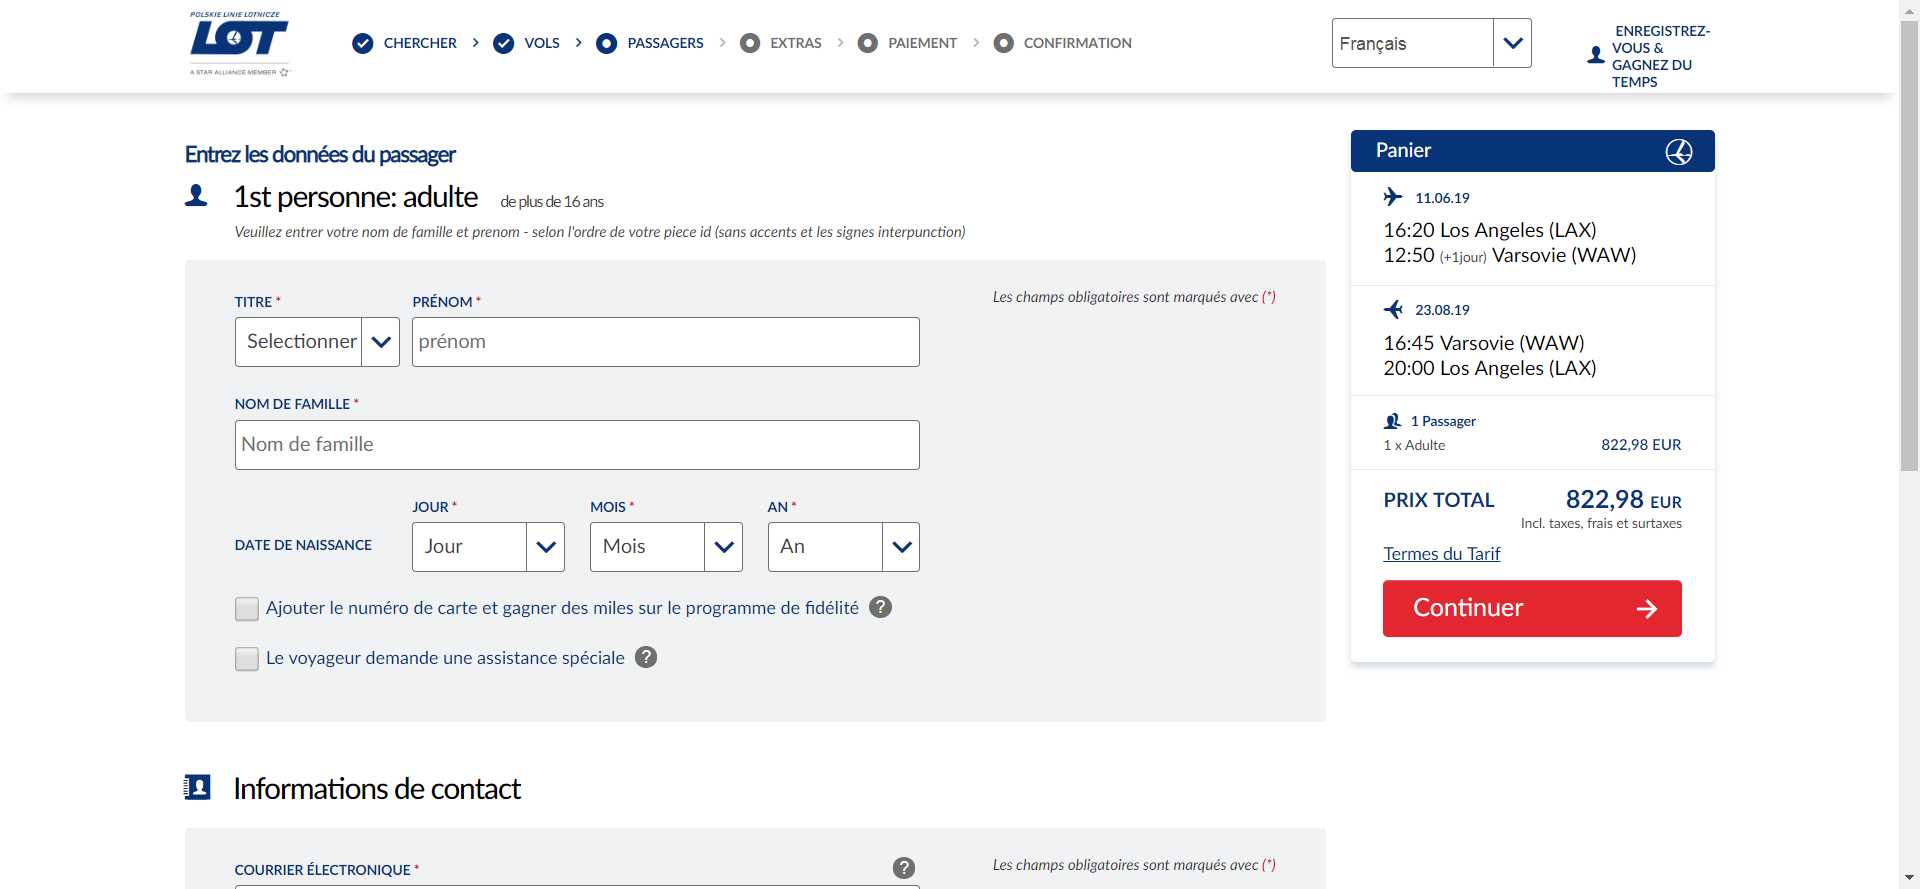 POLSKIE LINIE LOTNICZE
LOT
A STAR ALLIANCE MEMBER
CHERCHER
VOLS
PASSAGERS
EXTRAS
PAIEMENT
CONFIRMATION
Français
ENREGISTREZ-
VOUS &
GAGNEZ DU
TEMPS
Entrez les données du passager
1st personne: adulte de plus de 16 ans
Veuillez entrer votre nom de famille et prenom - selon l'ordre de votre piece id (sans accents et les signes interpunction)
Les champs obligatoires sont marqués avec (*)
TITRE * PRÉNOM *
Selectionner prénom
NOM DE FAMILLE *
Nom de famille
JOUR * MOIS * AN *
DATE DE NAISSANCE Jour Mois An
Ajouter le numéro de carte et gagner des miles sur le programme de fidélité ?
Le voyageur demande une assistance spéciale ?
Informations de contact
COURRIER ÉLECTRONIQUE * ?
Les champs obligatoires sont marqués avec (*)
Panier
11.06.19
16:20 Los Angeles (LAX)
12:50 (+1jour) Varsovie (WAW)
23.08.19
16:45 Varsovie (WAW)
20:00 Los Angeles (LAX)
1 Passager
1 x Adulte 822,98 EUR
PRIX TOTAL 822,98 EUR
Incl. taxes, frais et surtaxes
Termes du Tarif
Continuer